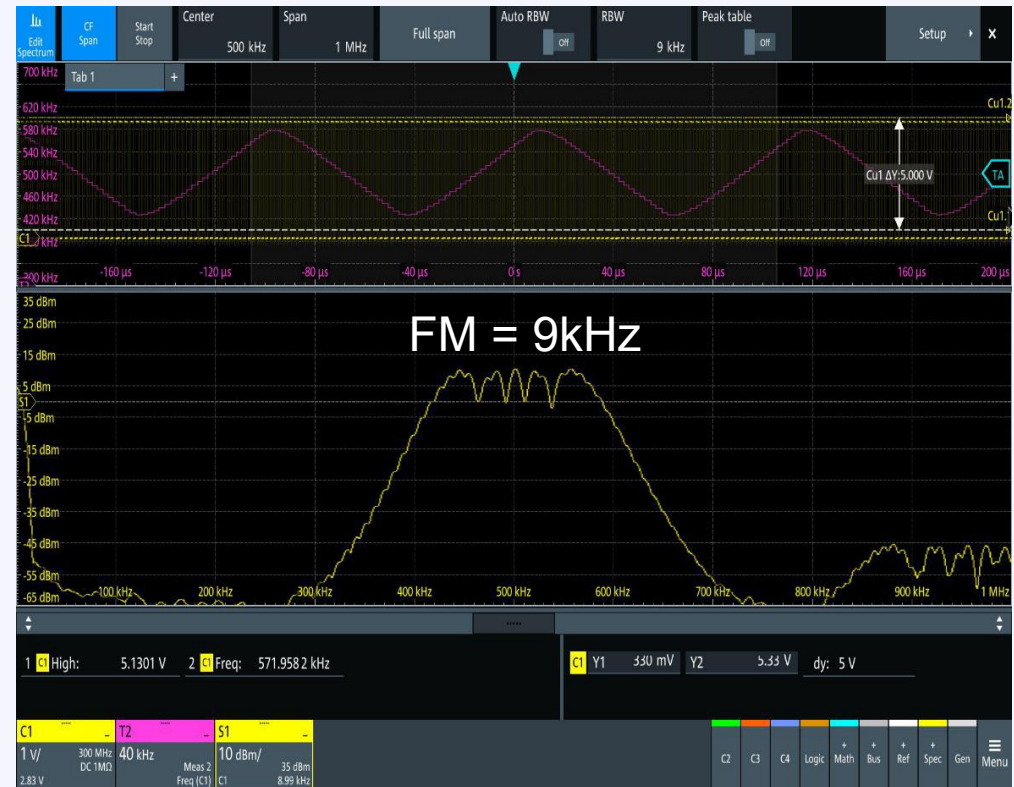 Edit Spectrum
CF Span
Start Stop
Center
500 kHz
Span
1 MHz
Full span
Auto RBW
Off
RBW
9 kHz
Peak table
Off
Setup
x
700 kHz
Tab 1
+
620 kHz
Cu1.2
580 kHz
540 kHz
500 kHz
Cu1 ΔY:5.000 V
TA
460 kHz
420 kHz
Cu1.
C1
kHz
-160 µs
-120 µs
-80 µs
-40 µs
0 s
40 µs
80 µs
120 µs
160 µs
200 µs
35 dBm
25 dBm
FM = 9kHz
15 dBm
5 dBm
S1
-5 dBm
-15 dBm
-25 dBm
-35 dBm
-45 dBm
-55 dBm
-65 dBm
100 kHz
200 kHz
300 kHz
400 kHz
500 kHz
600 kHz
700 kHz
800 kHz
900 kHz
1 MHz
1 C1 High: 5.1301 V 2 C1 Freq: 571.9582 kHz
C1 Y1 330 mV Y2 5.33 V dy: 5 V
C1
1 V/
300 MHz
DC 1MΩ
2.83 V
T2
40 kHz
Meas 2
Freq (C1)
S1
10 dBm/
35 dBm
C1
8.99 kHz
C2
C3
C4
Logic
+ Math
+ Bus
+ Ref
+ Spec
Gen
Menu